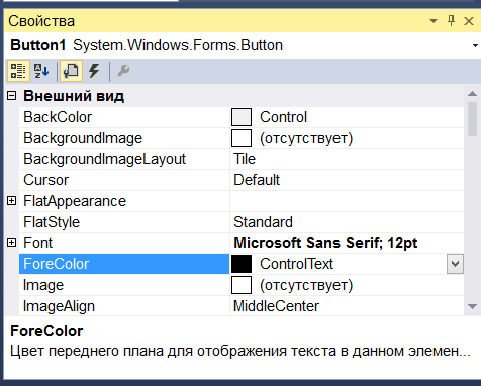 Свойства
Button1 System.Windows.Forms.Button
Внешний вид
BackColor Control
BackgroundImage (отсутствует)
BackgroundImageLayout Tile
Cursor Default
FlatAppearance
FlatStyle Standard
Font Microsoft Sans Serif; 12pt
ForeColor ControlText
Image (отсутствует)
ImageAlign MiddleCenter
ForeColor
Цвет переднего плана для отображения текста в данном элемен...